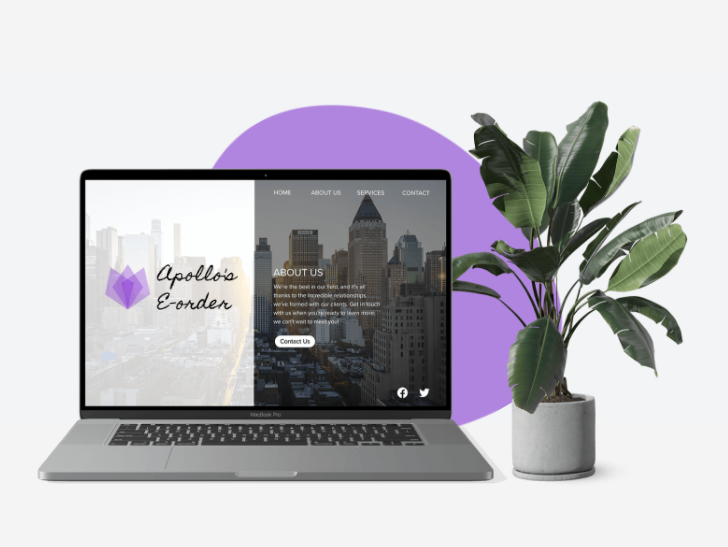 HOME ABOUT US SERVICES CONTACT
Apollo's
E-order
ABOUT US
We're the best in our field, and it's all
thanks to the incredible relationships
we've formed with our clients. Get in touch
with us when you're ready to learn more,
we can't wait to meet you!
Contact Us
MacBook Pro